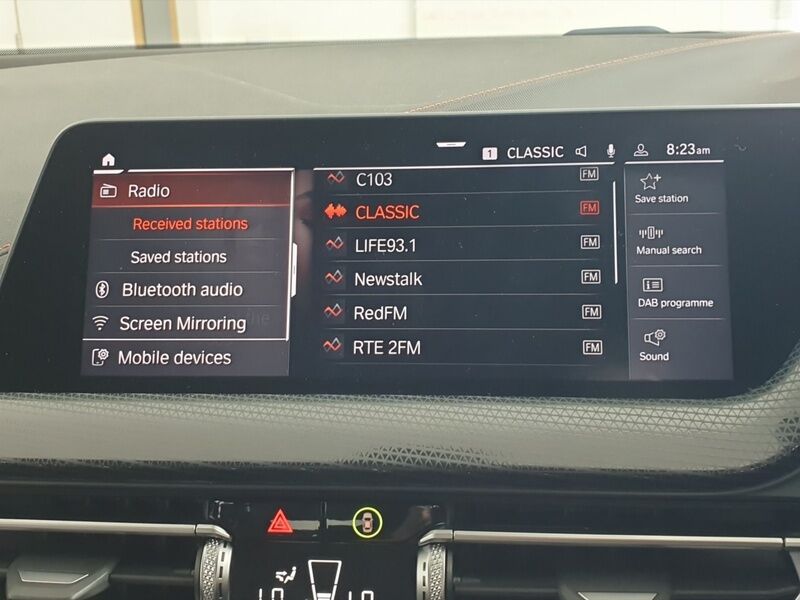 1 CLASSIC 8:23am
Radio
Received stations
Saved stations
Bluetooth audio
Screen Mirroring
Mobile devices
C103 FM
CLASSIC FM
LIFE93.1 FM
Newstalk FM
RedFM FM
RTE 2FM FM
Save station
Manual search
DAB programme
Sound